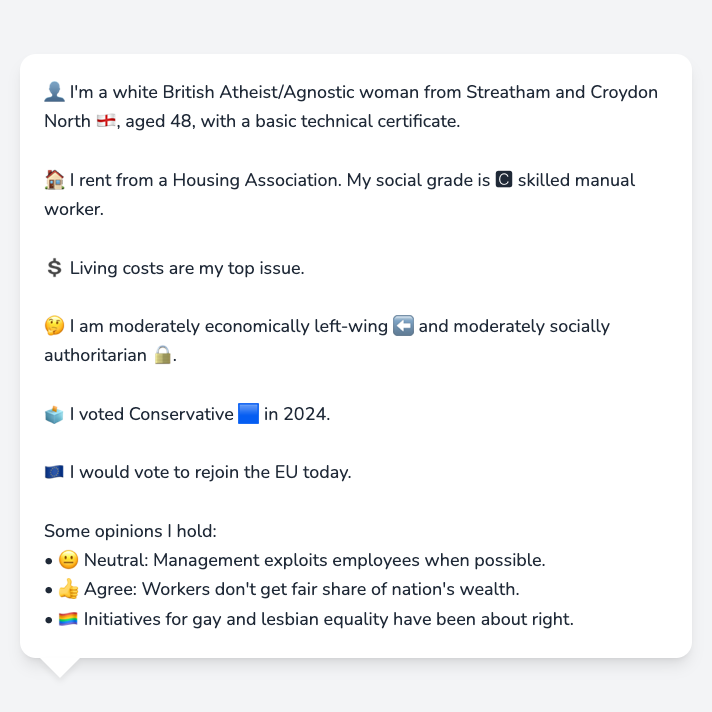 👤 I'm a white British Atheist/Agnostic woman from Streatham and Croydon
North 🏴󠁧󠁢󠁥󠁮󠁧󠁿, aged 48, with a basic technical certificate.
🏠 I rent from a Housing Association. My social grade is 🅲 skilled manual
worker.
💲 Living costs are my top issue.
🤔 I am moderately economically left-wing ⬅️ and moderately socially
authoritarian 🔒.
🗳️ I voted Conservative 🟦 in 2024.
🇪🇺 I would vote to rejoin the EU today.
Some opinions I hold:
• 😐 Neutral: Management exploits employees when possible.
• 👍 Agree: Workers don't get fair share of nation's wealth.
• 🏳️‍🌈 Initiatives for gay and lesbian equality have been about right.